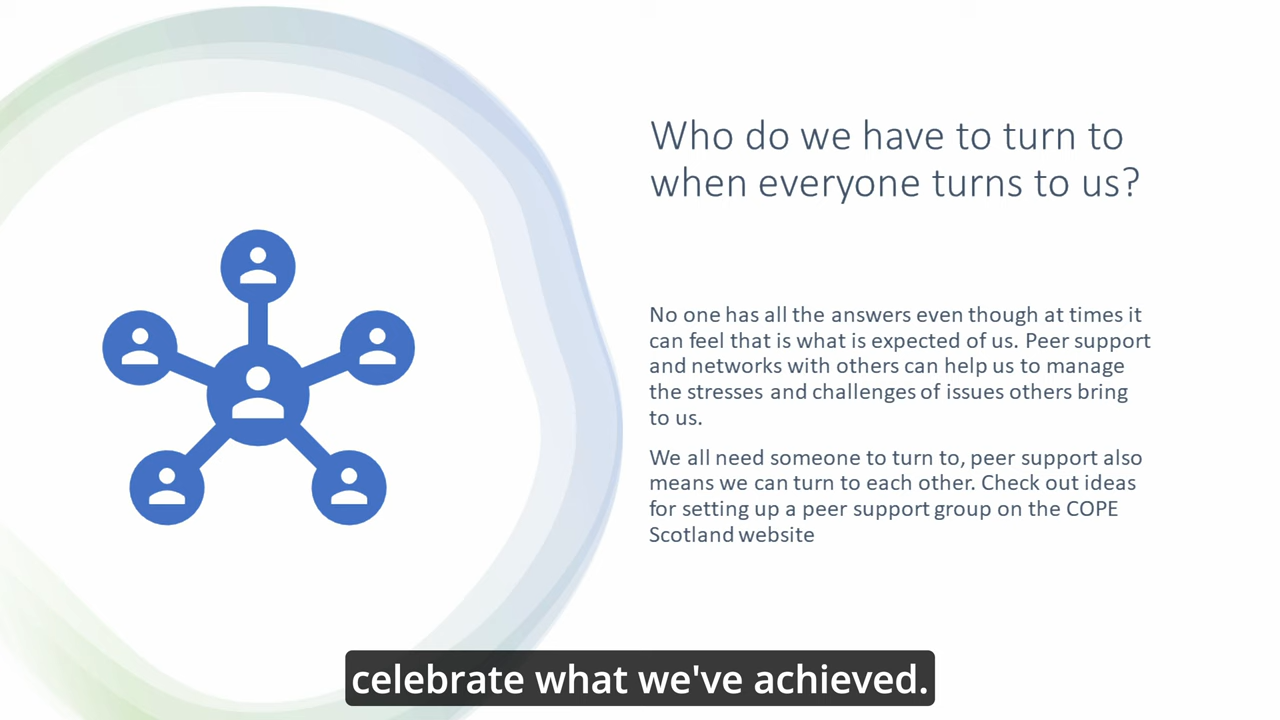 Who do we have to turn to
when everyone turns to us?
No one has all the answers even though at times it
can feel that is what is expected of us. Peer support
and networks with others can help us to manage
the stresses and challenges of issues others bring
to us.
We all need someone to turn to, peer support also
means we can turn to each other. Check out ideas
for setting up a peer support group on the COPE
Scotland website
celebrate what we've achieved.